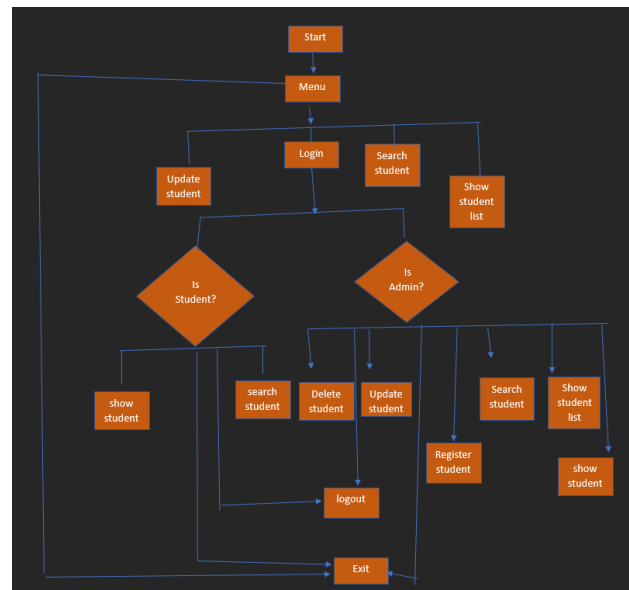 Start
Menu
Login
Search
student
Update
student
Show
student
list
Is
Student?
Is
Admin?
show
student
search
student
Delete
student
Update
student
Search
student
Show
student
list
Register
student
show
student
logout
Exit